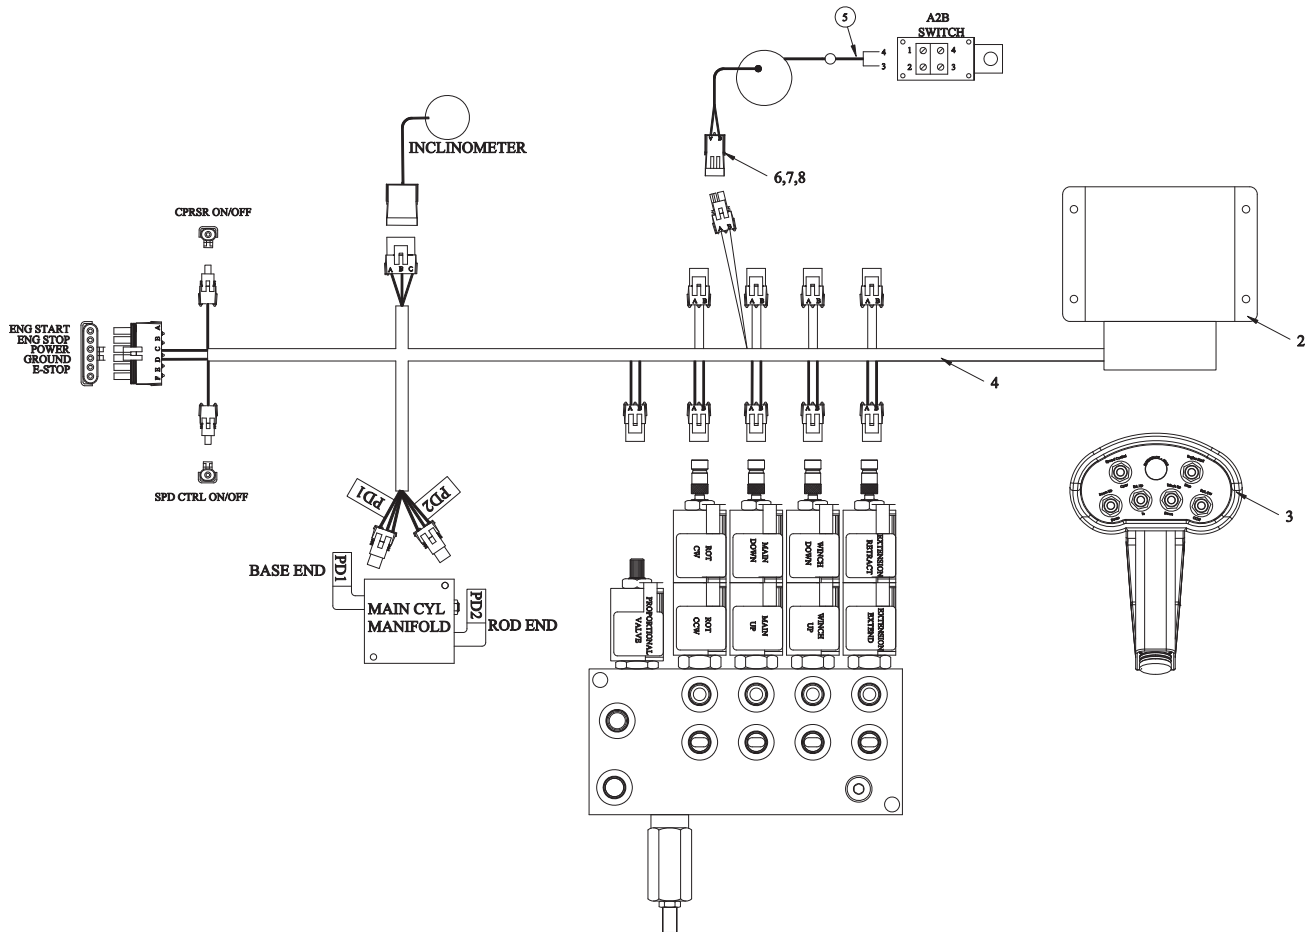 5
A2B
SWITCH
4
3
1
4
2
3
A B
6,7,8
INCLINOMETER
CPRSR ON/OFF
A B
A B C
A B
A B
A B
A B
ENG START
ENG STOP
POWER
GROUND
E-STOP
A
B
C
D
E
F
2
4
A B
A B
A B
A B
A B
SPD CTRL ON/OFF
PD1
PD2
3
BASE END
PD1
MAIN CYL
MANIFOLD
PD2
ROD END
ROT
CW
MAIN
DOWN
WINCH
DOWN
EXTENSION
RETRACT
PROPORTIONAL
VALVE
ROT
CCW
MAIN
UP
WINCH
UP
EXTENSION
EXTEND